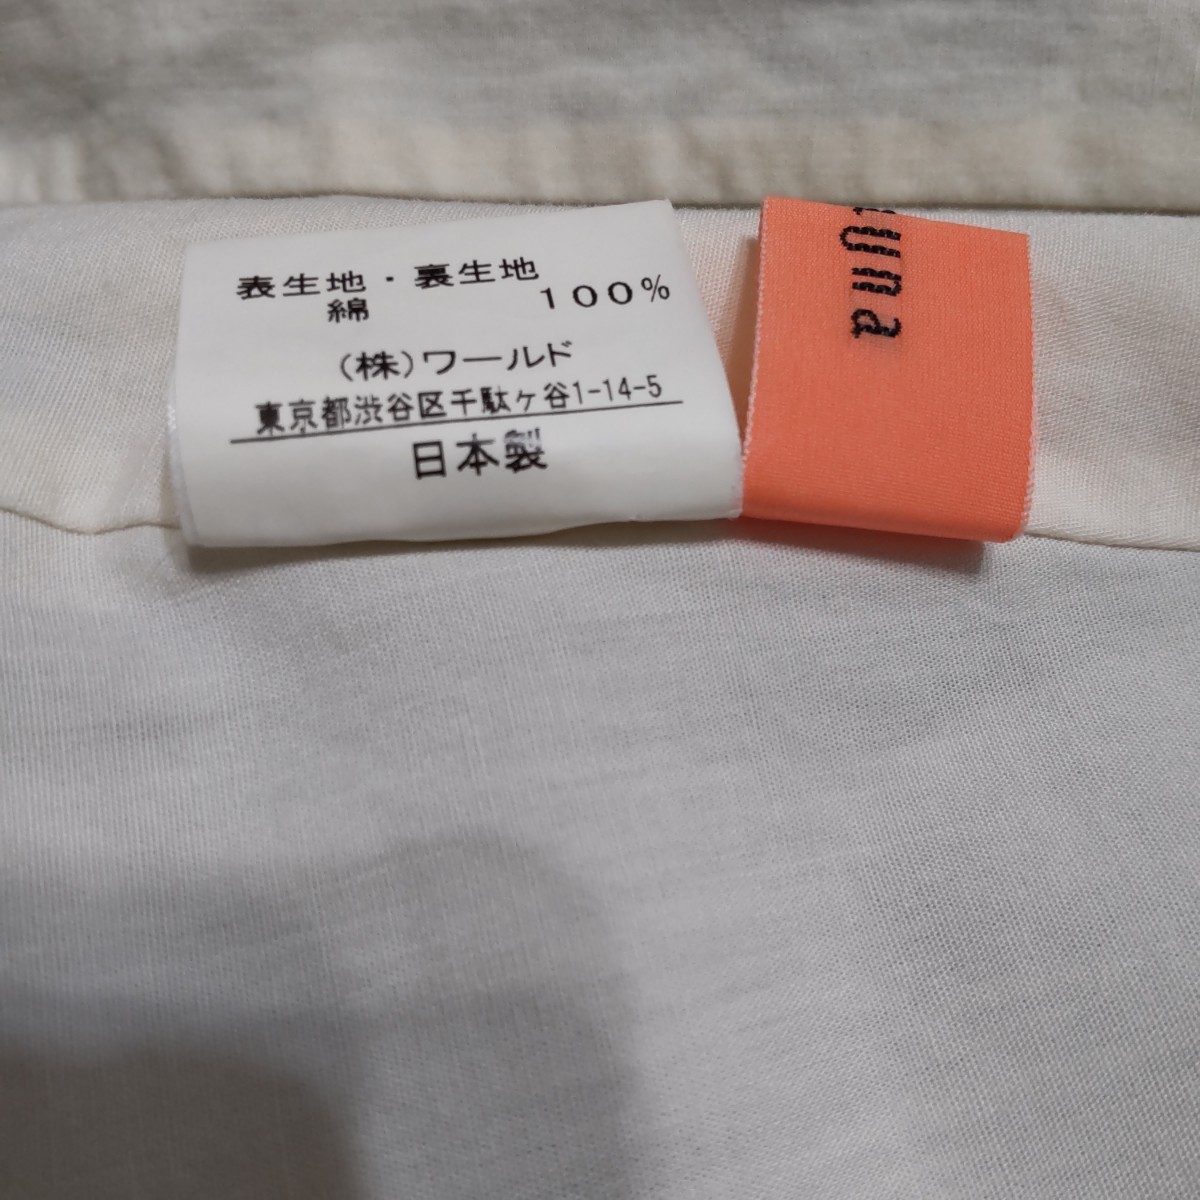 表生地・裏生地
綿 100%
(株)ワールド
東京都渋谷区千駄ヶ谷1-14-5
日本製